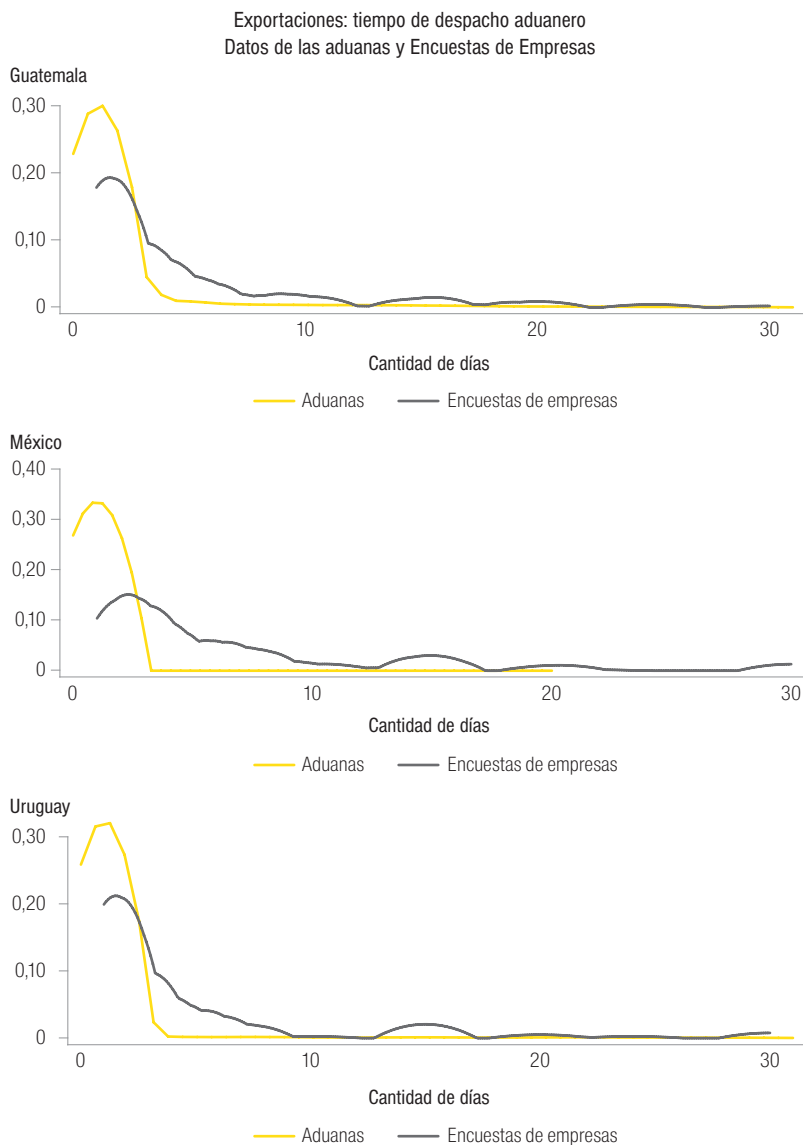 Exportaciones: tiempo de despacho aduanero
Datos de las aduanas y Encuestas de Empresas
Guatemala
0,30
0,20
0,10
0
0 10 20 30
Cantidad de días
Aduanas Encuestas de empresas
México
0,40
0,30
0,20
0,10
0
0 10 20 30
Cantidad de días
Aduanas Encuestas de empresas
Uruguay
0,30
0,20
0,10
0
0 10 20 30
Cantidad de días
Aduanas Encuestas de empresas